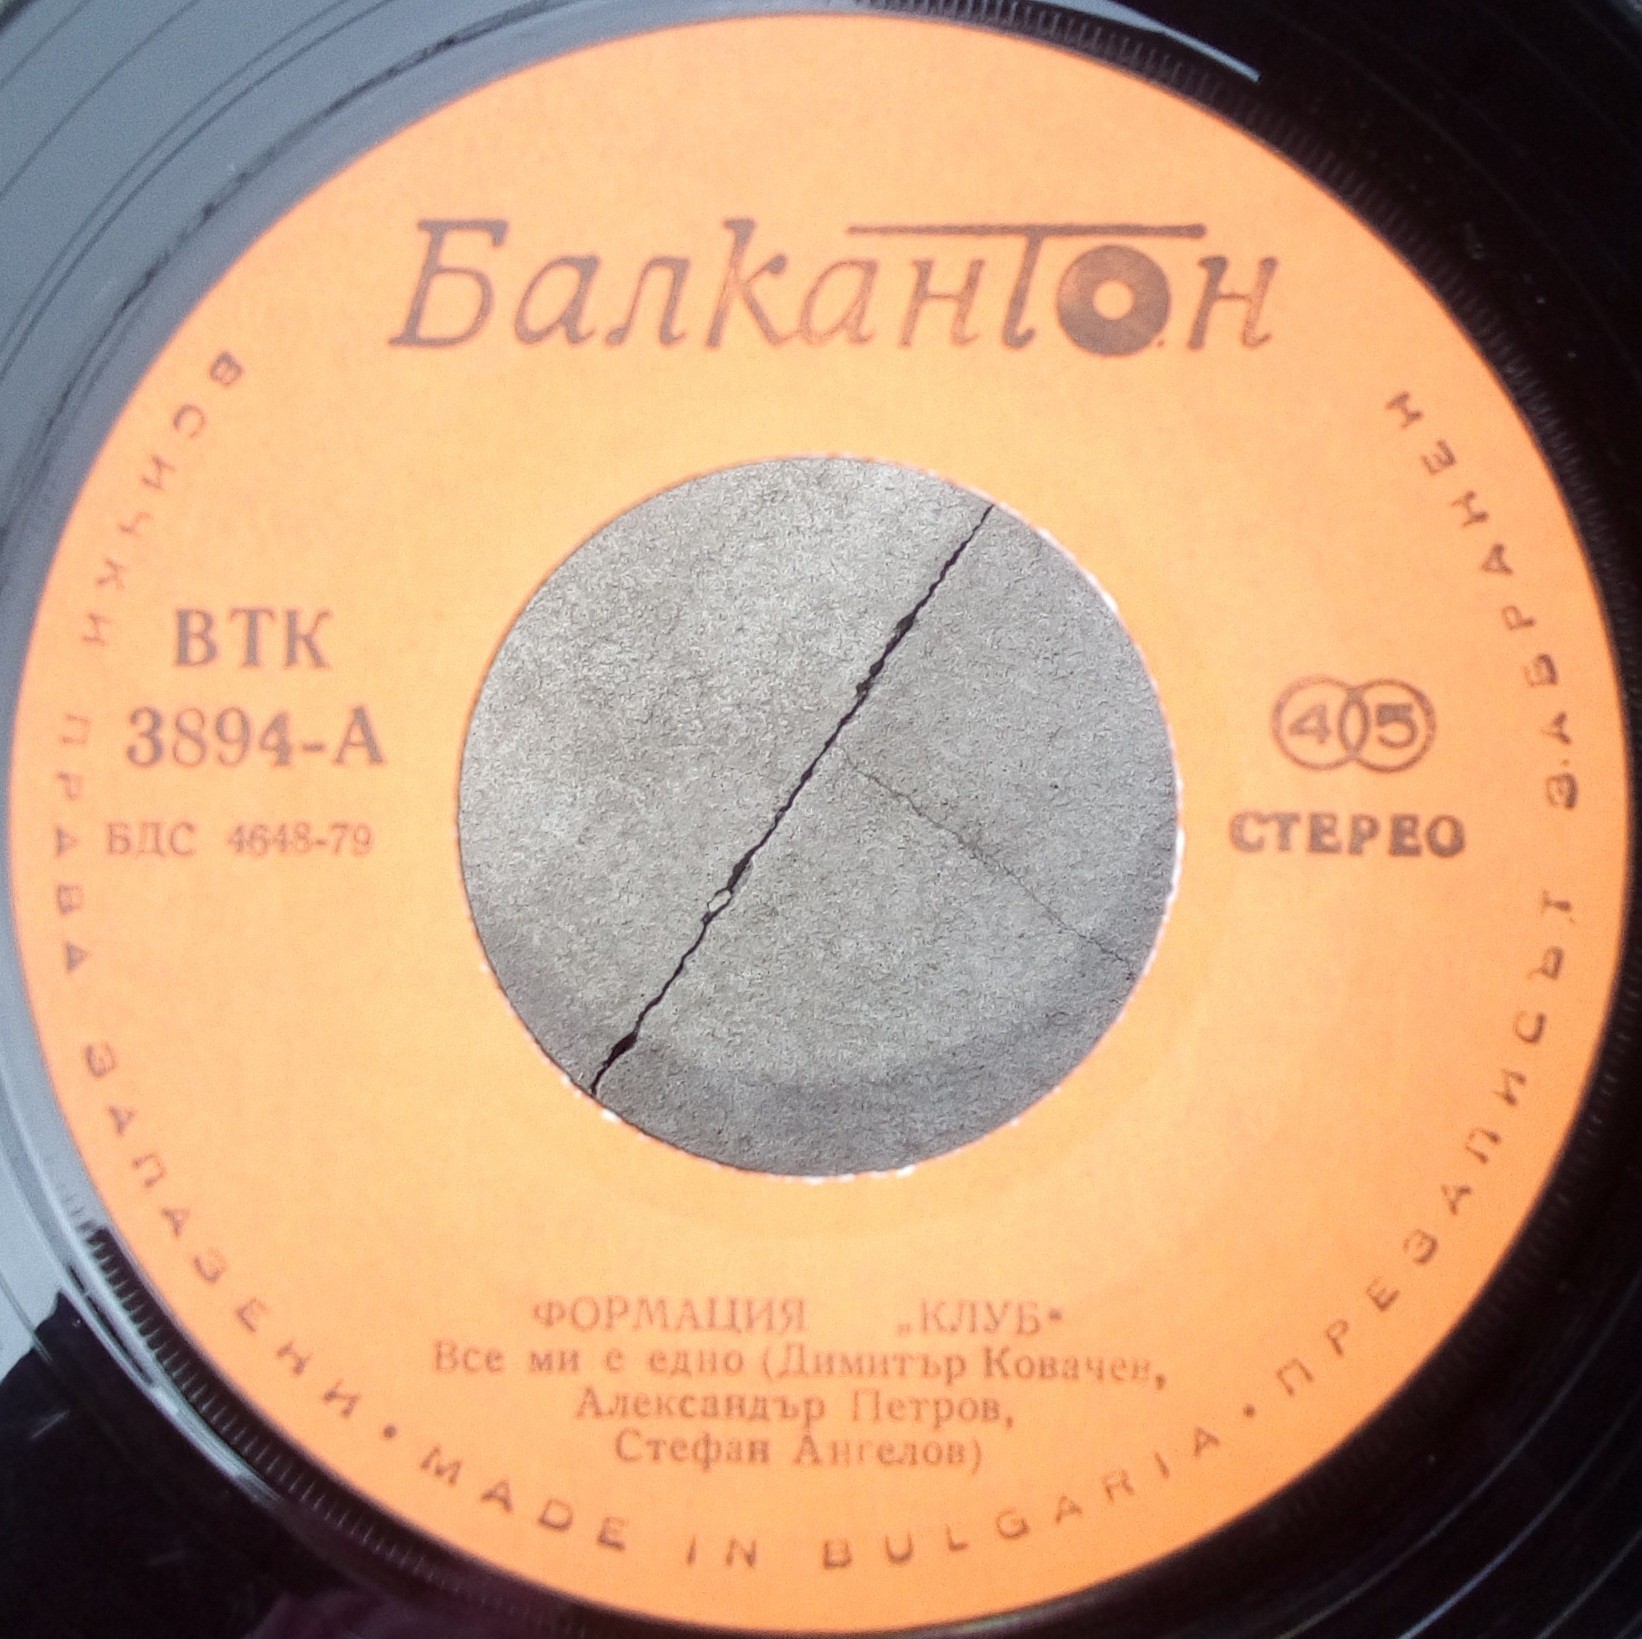 Балкантон
ВТК
3894-А
БДС 4648-79
45
СТЕРЕО
ФОРМАЦИЯ „КЛУБ“
Все ми е едно (Димитър Ковачев,
Александър Петров,
Стефан Ангелов)
ВСИЧКИ ПРАВА ЗАПАЗЕНИ • MADE IN BULGARIA • ПРЕЗАПИСЪТ ЗАБРАНЕН